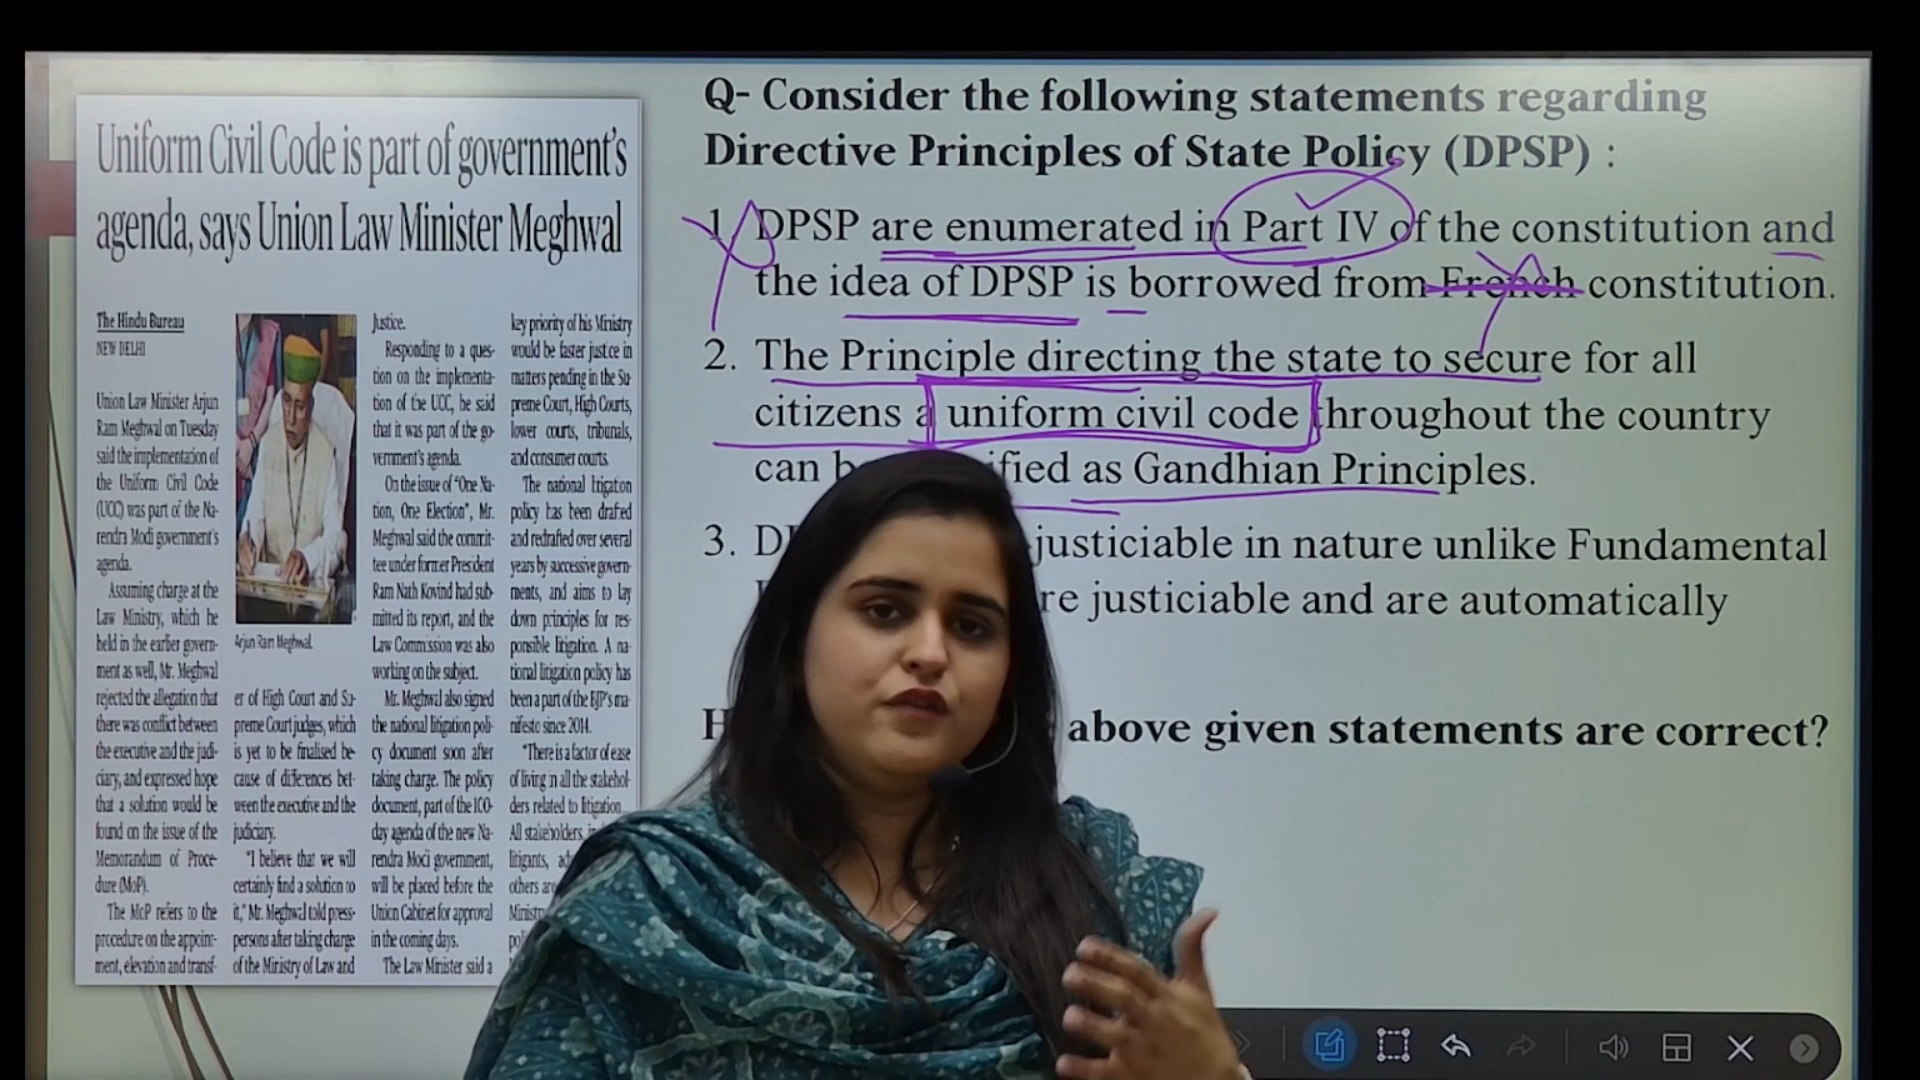 Uniform Civil Code is part of government's
agenda, says Union Law Minister Meghwal
The Hindu Bureau
NEW DELHI
Union Law Minister Arjun
Ram Meghwal on Tuesday
said the implementation of
the Uniform Civil Code
(UCC) was part of the Na-
rendra Modi government's
agenda.
Assuming charge at the
Law Ministry, which he
held in the earlier govern-
ment as well, Mr. Meghwal
rejected the allegation that
there was conflict between
the executive and the judi-
ciary, and expressed hope
that a solution would be
found on the issue of the
Memorandum of Proce-
dure (MoP).
The MoP refers to the
procedure on the appoint-
ment, elevation and transf-
Arjun Ram Meghwal.
er of High Court and Su-
preme Court judges, which
is yet to be finalised be-
cause of differences bet-
ween the executive and the
judiciary.
"I believe that we will
certainly find a solution to
it," Mr. Meghwal told press-
persons after taking charge
of the Ministry of Law and
Justice.
Responding to a ques-
tion on the implementa-
tion of the UCC, he said
that it was part of the go-
vernment's agenda.
On the issue of "One Na-
tion, One Election", Mr.
Meghwal said the commit-
tee under former President
Ram Nath Kovind had sub-
mitted its report, and the
Law Commission was also
working on the subject.
Mr. Meghwal also signed
the national litigation poli-
cy document soon after
taking charge. The policy
document, part of the 100-
day agenda of the new Na-
rendra Modi government,
will be placed before the
Union Cabinet for approval
in the coming days.
The Law Minister said a
key priority of his Ministry
would be faster justice in
matters pending in the Su-
preme Court, High Courts,
lower courts, tribunals,
and consumer courts.
The national litigation
policy has been drafted
and redrafted over several
years by successive govern-
ments, and aims to lay
down principles for res-
ponsible litigation. A na-
tional litigation policy has
been a part of the BJP's ma-
nifesto since 2014.
"There is a factor of ease
of living in all the stakehol-
ders related to litigation.
All stakeholders,
litigants,
others are
Q- Consider the following statements regarding
Directive Principles of State Policy (DPSP) :
1. DPSP are enumerated in Part IV of the constitution and
the idea of DPSP is borrowed from French constitution.
2. The Principle directing the state to secure for all
citizens a uniform civil code throughout the country
can be Gandhian Principles.
3. justiciable in nature unlike Fundamental
justiciable and are automatically
above given statements are correct?